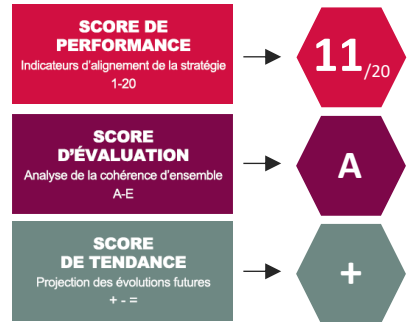 SCORE DE
PERFORMANCE
Indicateurs d'alignement de la stratégie
1-20
11/20
SCORE
D'ÉVALUATION
Analyse de la cohérence d'ensemble
A-E
A
SCORE
DE TENDANCE
Projection des évolutions futures
+ - =
+